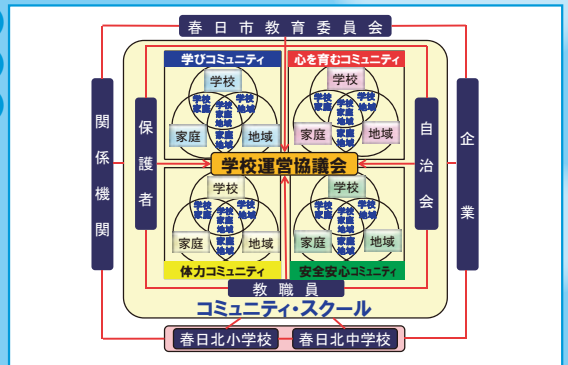 春日市教育委員会
関係機関
保護者
自治会
企業
学びコミュニティ
学校
学校家庭
学校地域
学校家庭地域
家庭地域
家庭
地域
心を育むコミュニティ
学校
学校家庭
学校地域
学校家庭地域
家庭地域
家庭
地域
学校運営協議会
学校
学校家庭
学校地域
学校家庭地域
家庭地域
家庭
地域
体力コミュニティ
学校
学校家庭
学校地域
学校家庭地域
家庭地域
家庭
地域
安全安心コミュニティ
教職員
コミュニティ・スクール
春日北小学校
春日北中学校